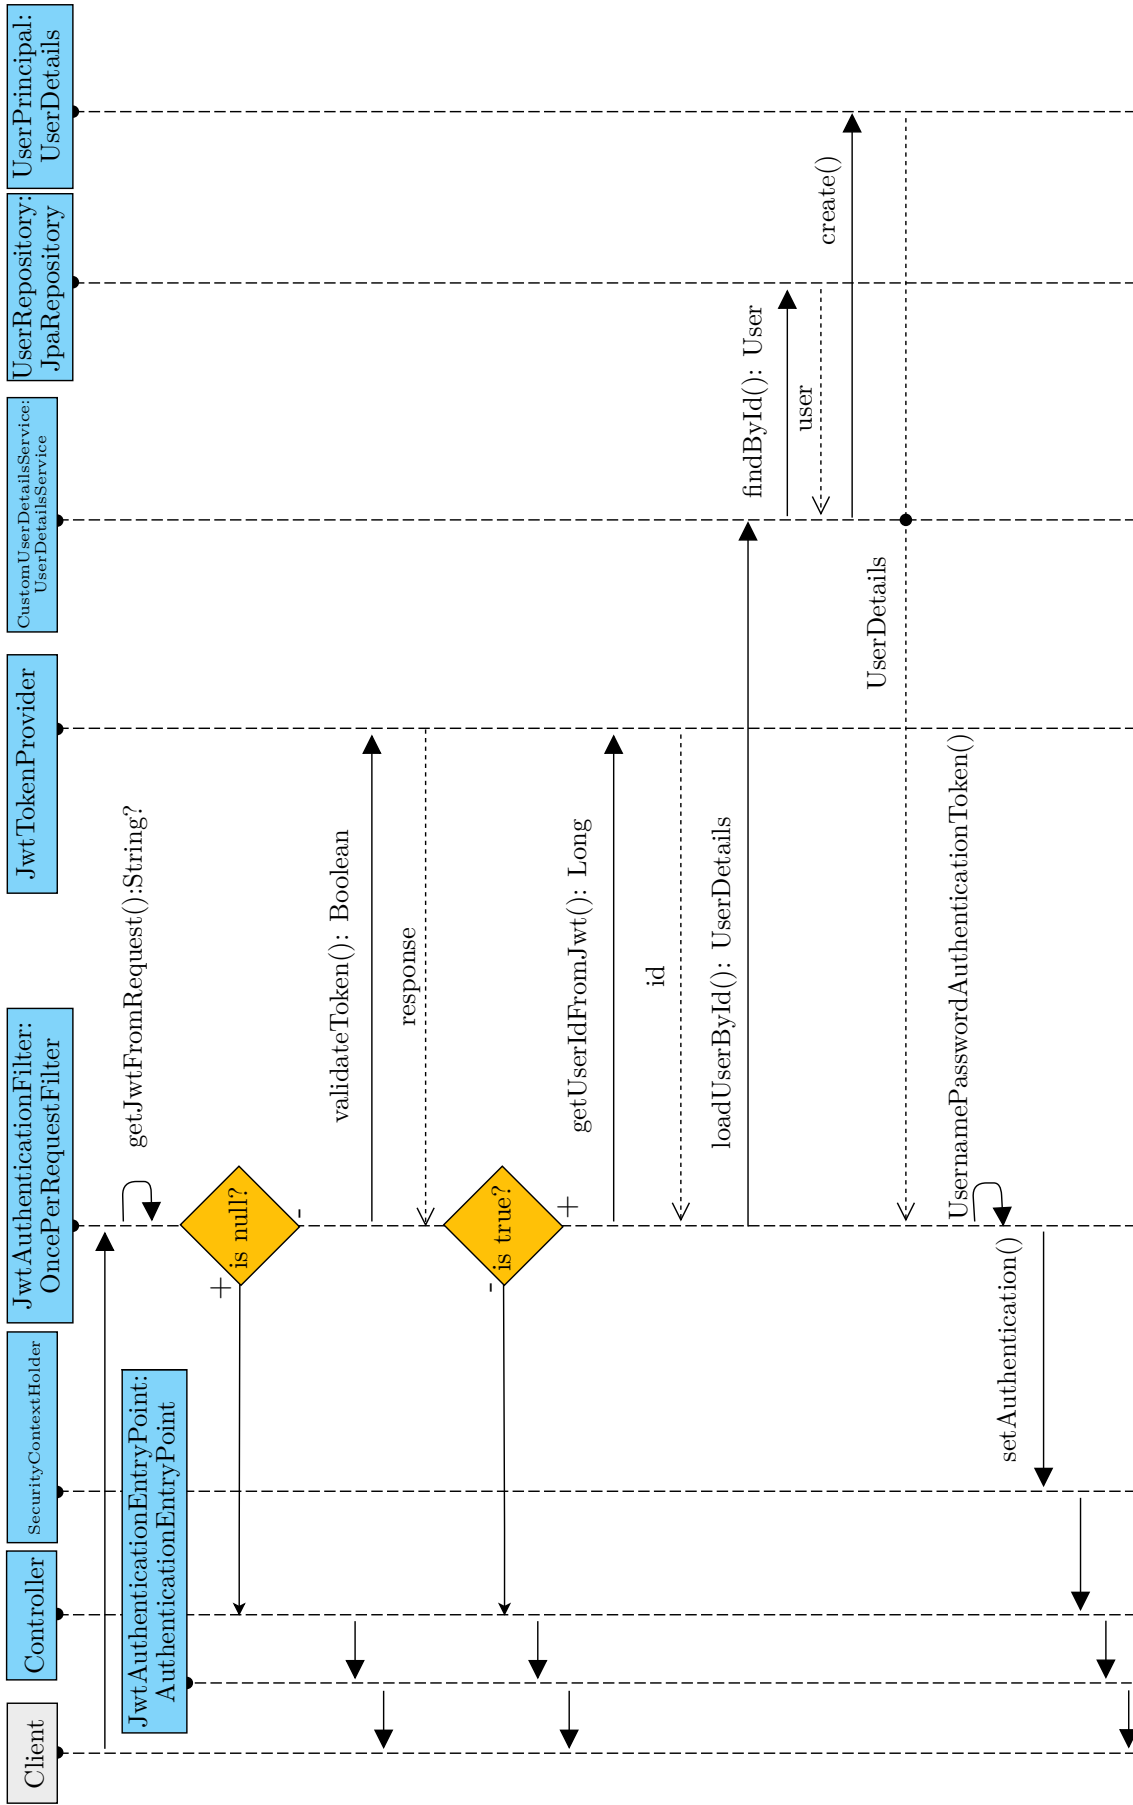 Client
Controller
JwtAuthenticationEntryPoint:
AuthenticationEntryPoint
SecurityContextHolder
JwtAuthenticationFilter:
OncePerRequestFilter
JwtTokenProvider
CustomUserDetailsService:
UserDetailsService
UserRepository:
JpaRepository
UserPrincipal:
UserDetails
getJwtFromRequest():String?
+
is null?
-
validateToken(): Boolean
response
-
is true?
+
getUserIdFromJwt(): Long
id
loadUserById(): UserDetails
findById(): User
user
create()
UserDetails
UsernamePasswordAuthenticationToken()
setAuthentication()